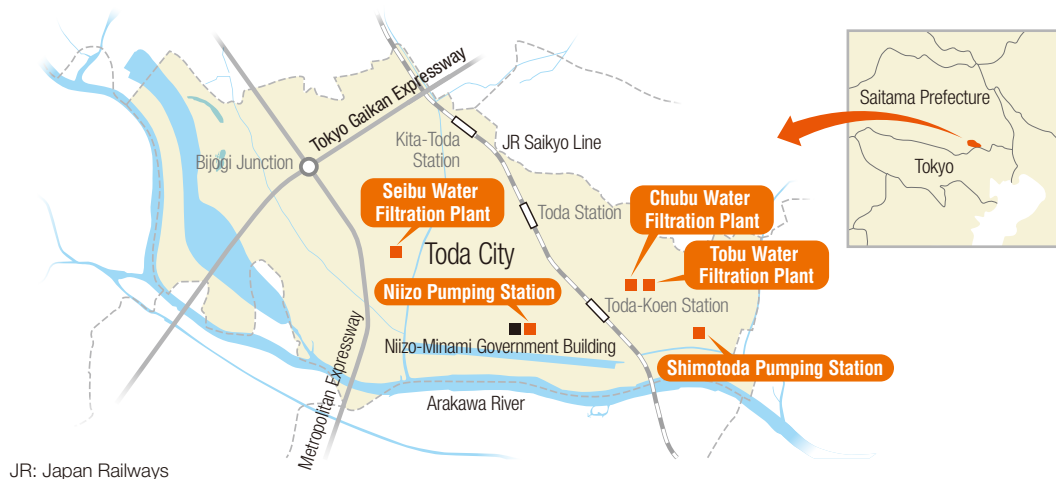 Tokyo Gaikan Expressway
Kita-Toda
Station
JR Saikyo Line
Bijogi Junction
Seibu Water
Filtration Plant
Toda Station
Chubu Water
Filtration Plant
Toda City
Tobu Water
Filtration Plant
Niizo Pumping Station
Toda-Koen Station
Niizo-Minami Government Building
Shimotoda Pumping Station
Metropolitan Expressway
Arakawa River
Saitama Prefecture
Tokyo
JR: Japan Railways